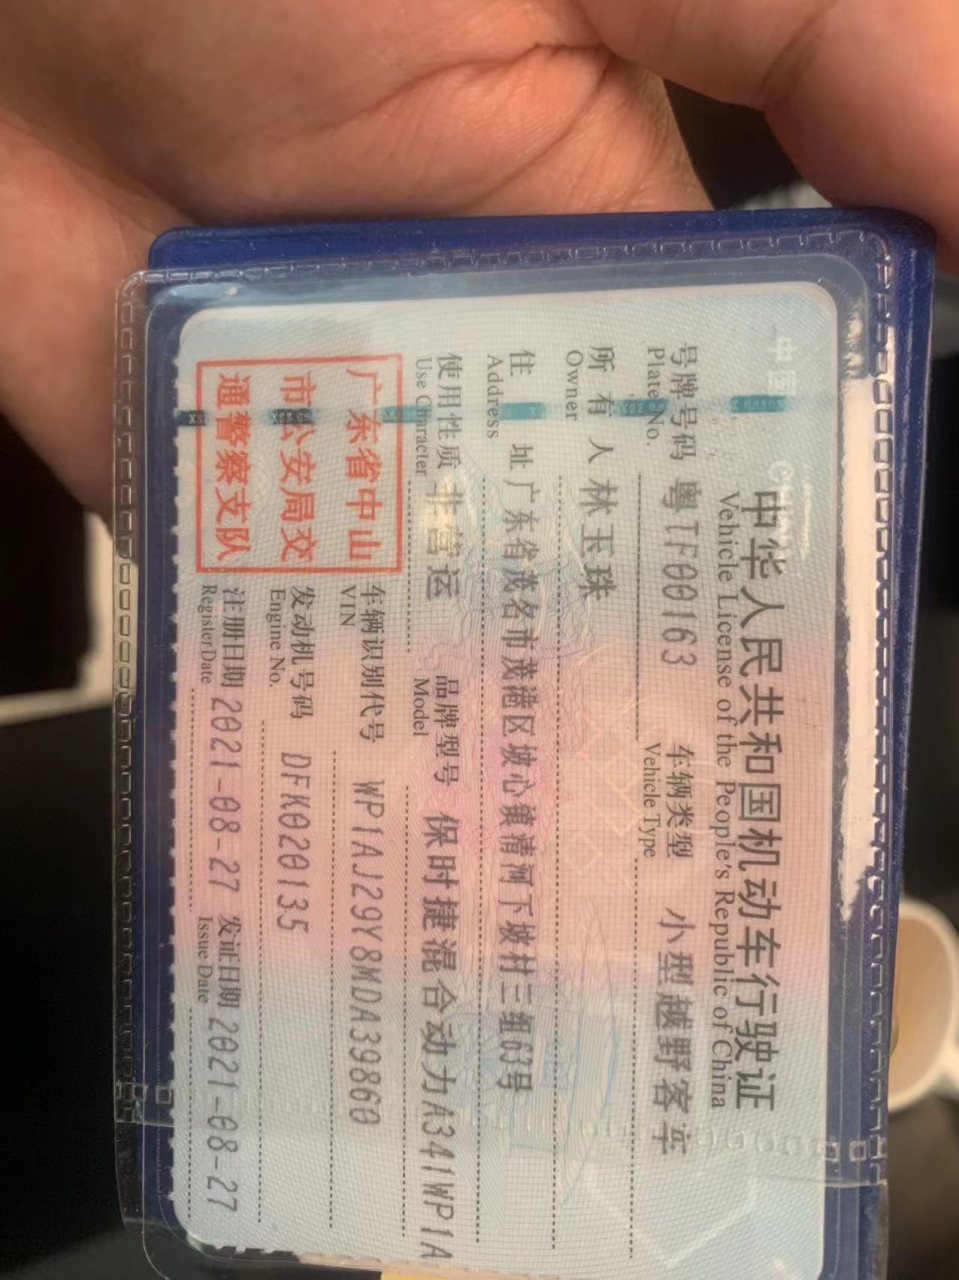 中华人民共和国机动车行驶证
Vehicle License of the People's Republic of China
号牌号码 粤TF00163 车辆类型 小型越野客车
Plate No. Vehicle Type
所有人 林玉珠
Owner
住址 广东省茂名市茂港区坡心镇清河下坡村三组63号
Address
使用性质 非营运 品牌型号 保时捷混合动力A341WP1A
Use Character Model
广东省中山
市公安局交
通警察支队
车辆识别代号 WP1AJ29Y8MDA39860
VIN
发动机号码 DFK020135
Engine No.
注册日期 2021-08-27 发证日期 2021-08-27
Register Date Issue Date